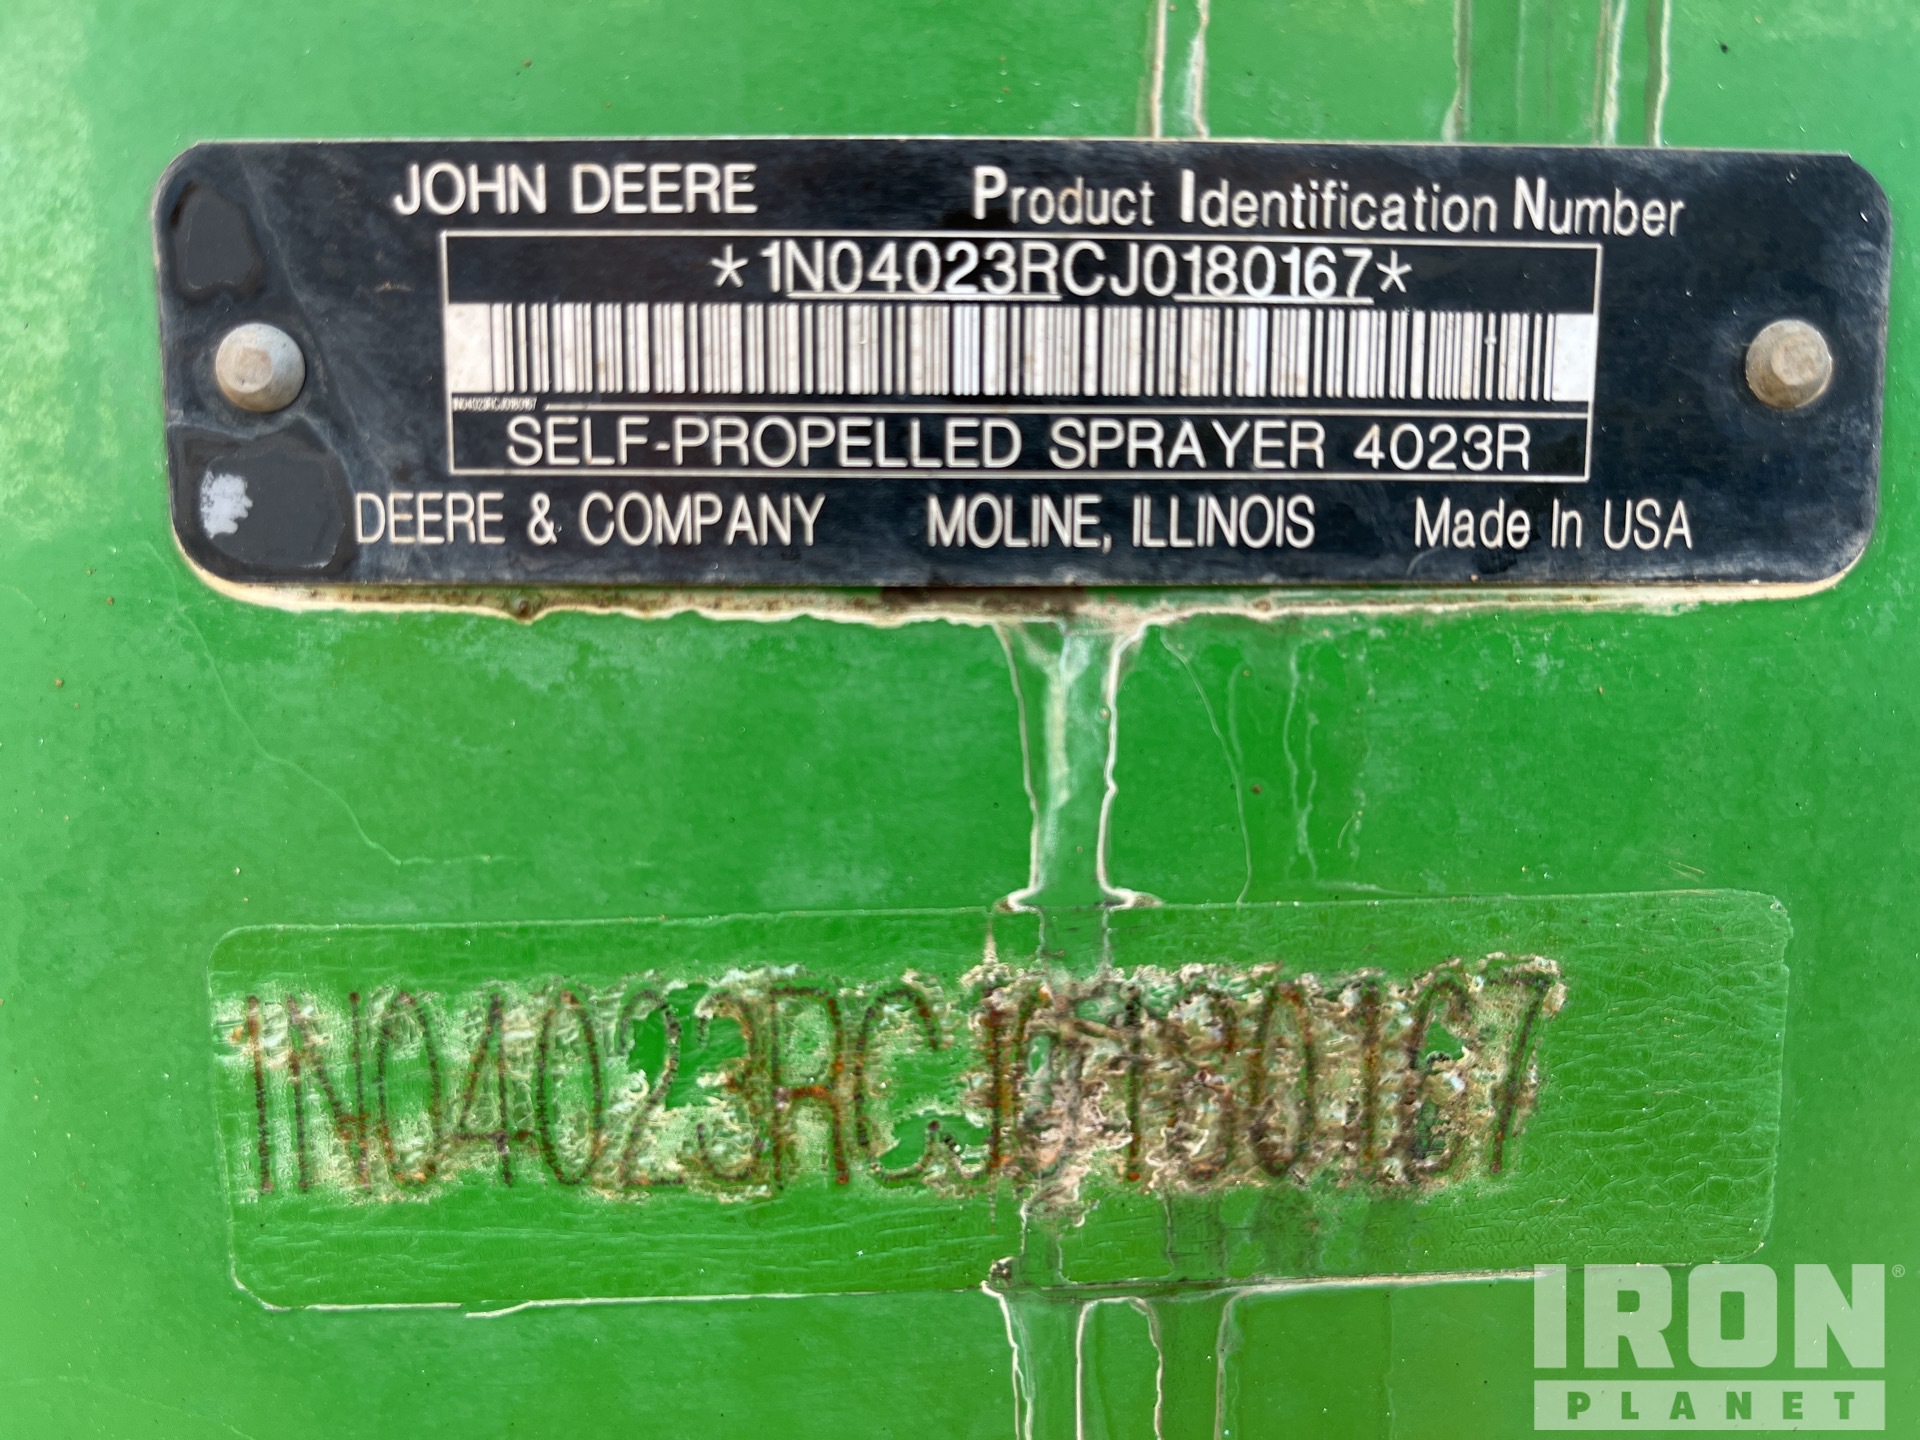 JOHN DEERE Product Identification Number
*1N04023RCJ0180167*
1N04023RCJ0180167
SELF-PROPELLED SPRAYER 4023R
DEERE & COMPANY MOLINE, ILLINOIS Made In USA
1N04023RCJ0180167
IRON®
PLANET